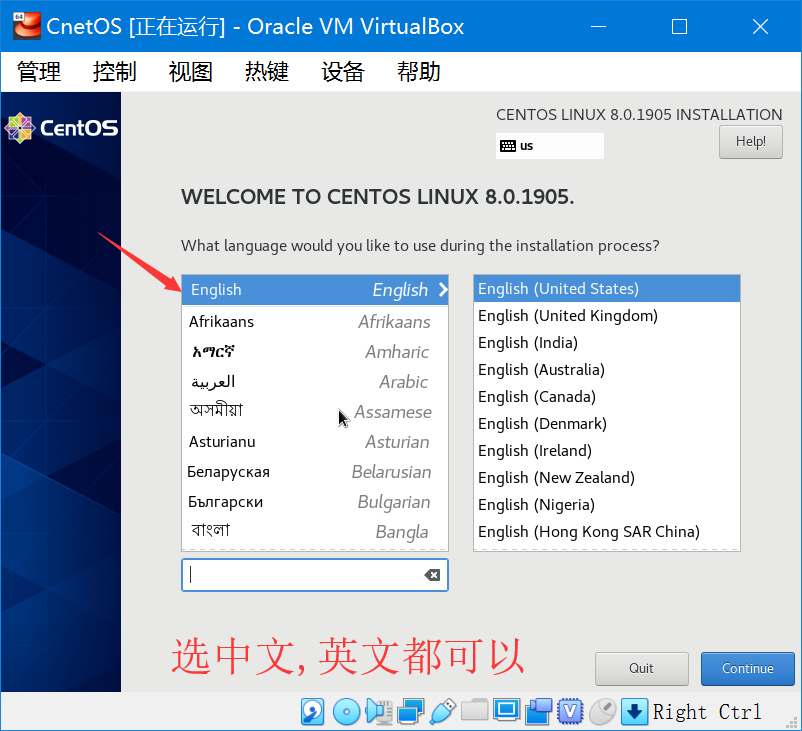 CnetOS [正在运行] - Oracle VM VirtualBox
管理 控制 视图 热键 设备 帮助
CentOS
CENTOS LINUX 8.0.1905 INSTALLATION
us
Help!
WELCOME TO CENTOS LINUX 8.0.1905.
What language would you like to use during the installation process?
English English
Afrikaans Afrikaans
አማርኛ Amharic
العربية Arabic
অসমীয়া Assamese
Asturianu Asturian
Беларуская Belarusian
Български Bulgarian
বাংলা Bangla
English (United States)
English (United Kingdom)
English (India)
English (Australia)
English (Canada)
English (Denmark)
English (Ireland)
English (New Zealand)
English (Nigeria)
English (Hong Kong SAR China)
选中文,英文都可以
Quit
Continue
Right Ctrl